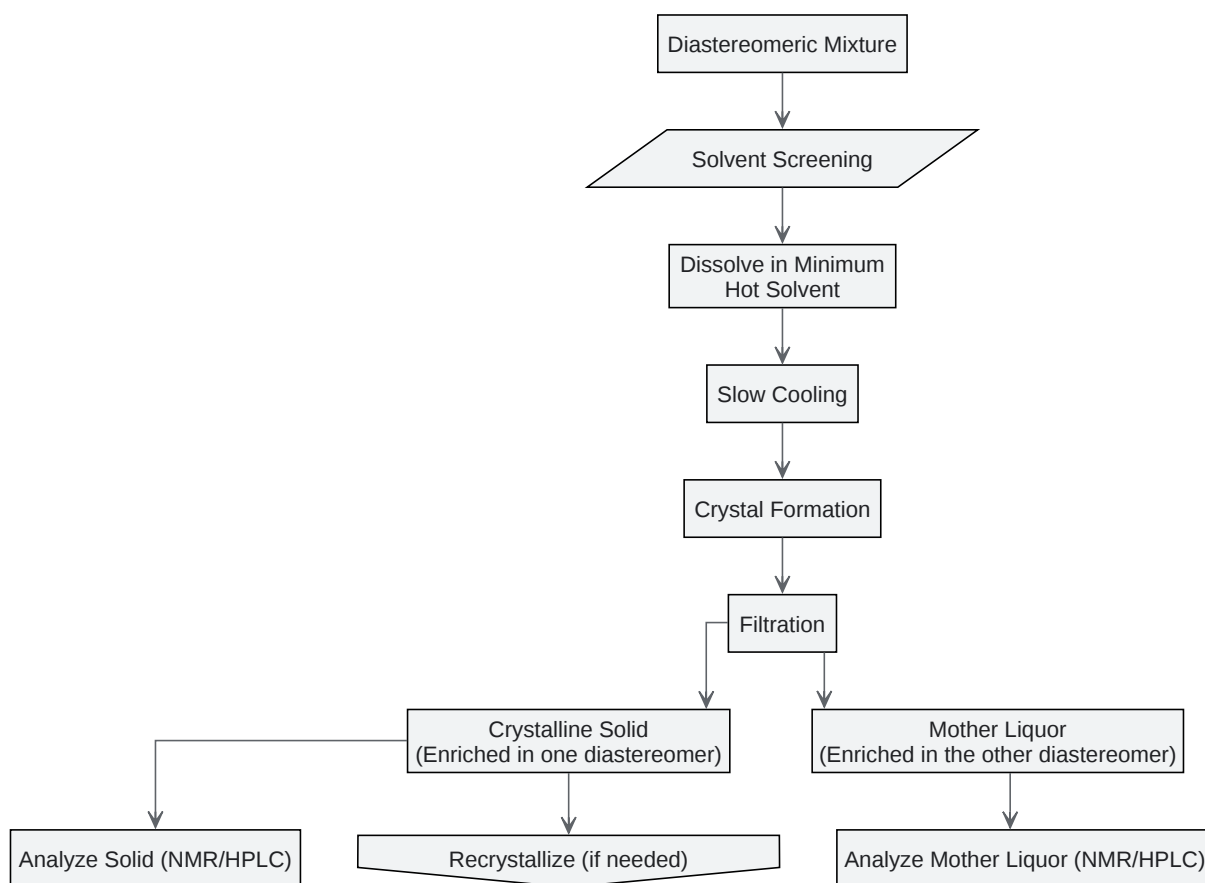 Diastereomeric Mixture
Solvent Screening
Dissolve in Minimum
Hot Solvent
Slow Cooling
Crystal Formation
Filtration
Crystalline Solid
(Enriched in one diastereomer)
Mother Liquor
(Enriched in the other diastereomer)
Analyze Solid (NMR/HPLC)
Recrystallize (if needed)
Analyze Mother Liquor (NMR/HPLC)